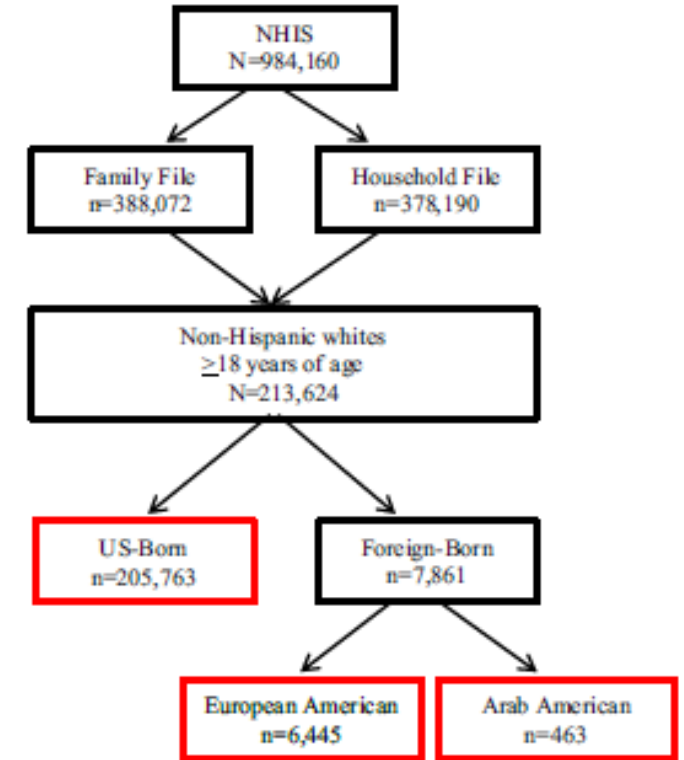 NHIS
N=984,160
Family File
n=388,072
Household File
n=378,190
Non-Hispanic whites
≥18 years of age
N=213,624
US-Born
n=205,763
Foreign-Born
n=7,861
European American
n=6,445
Arab American
n=463